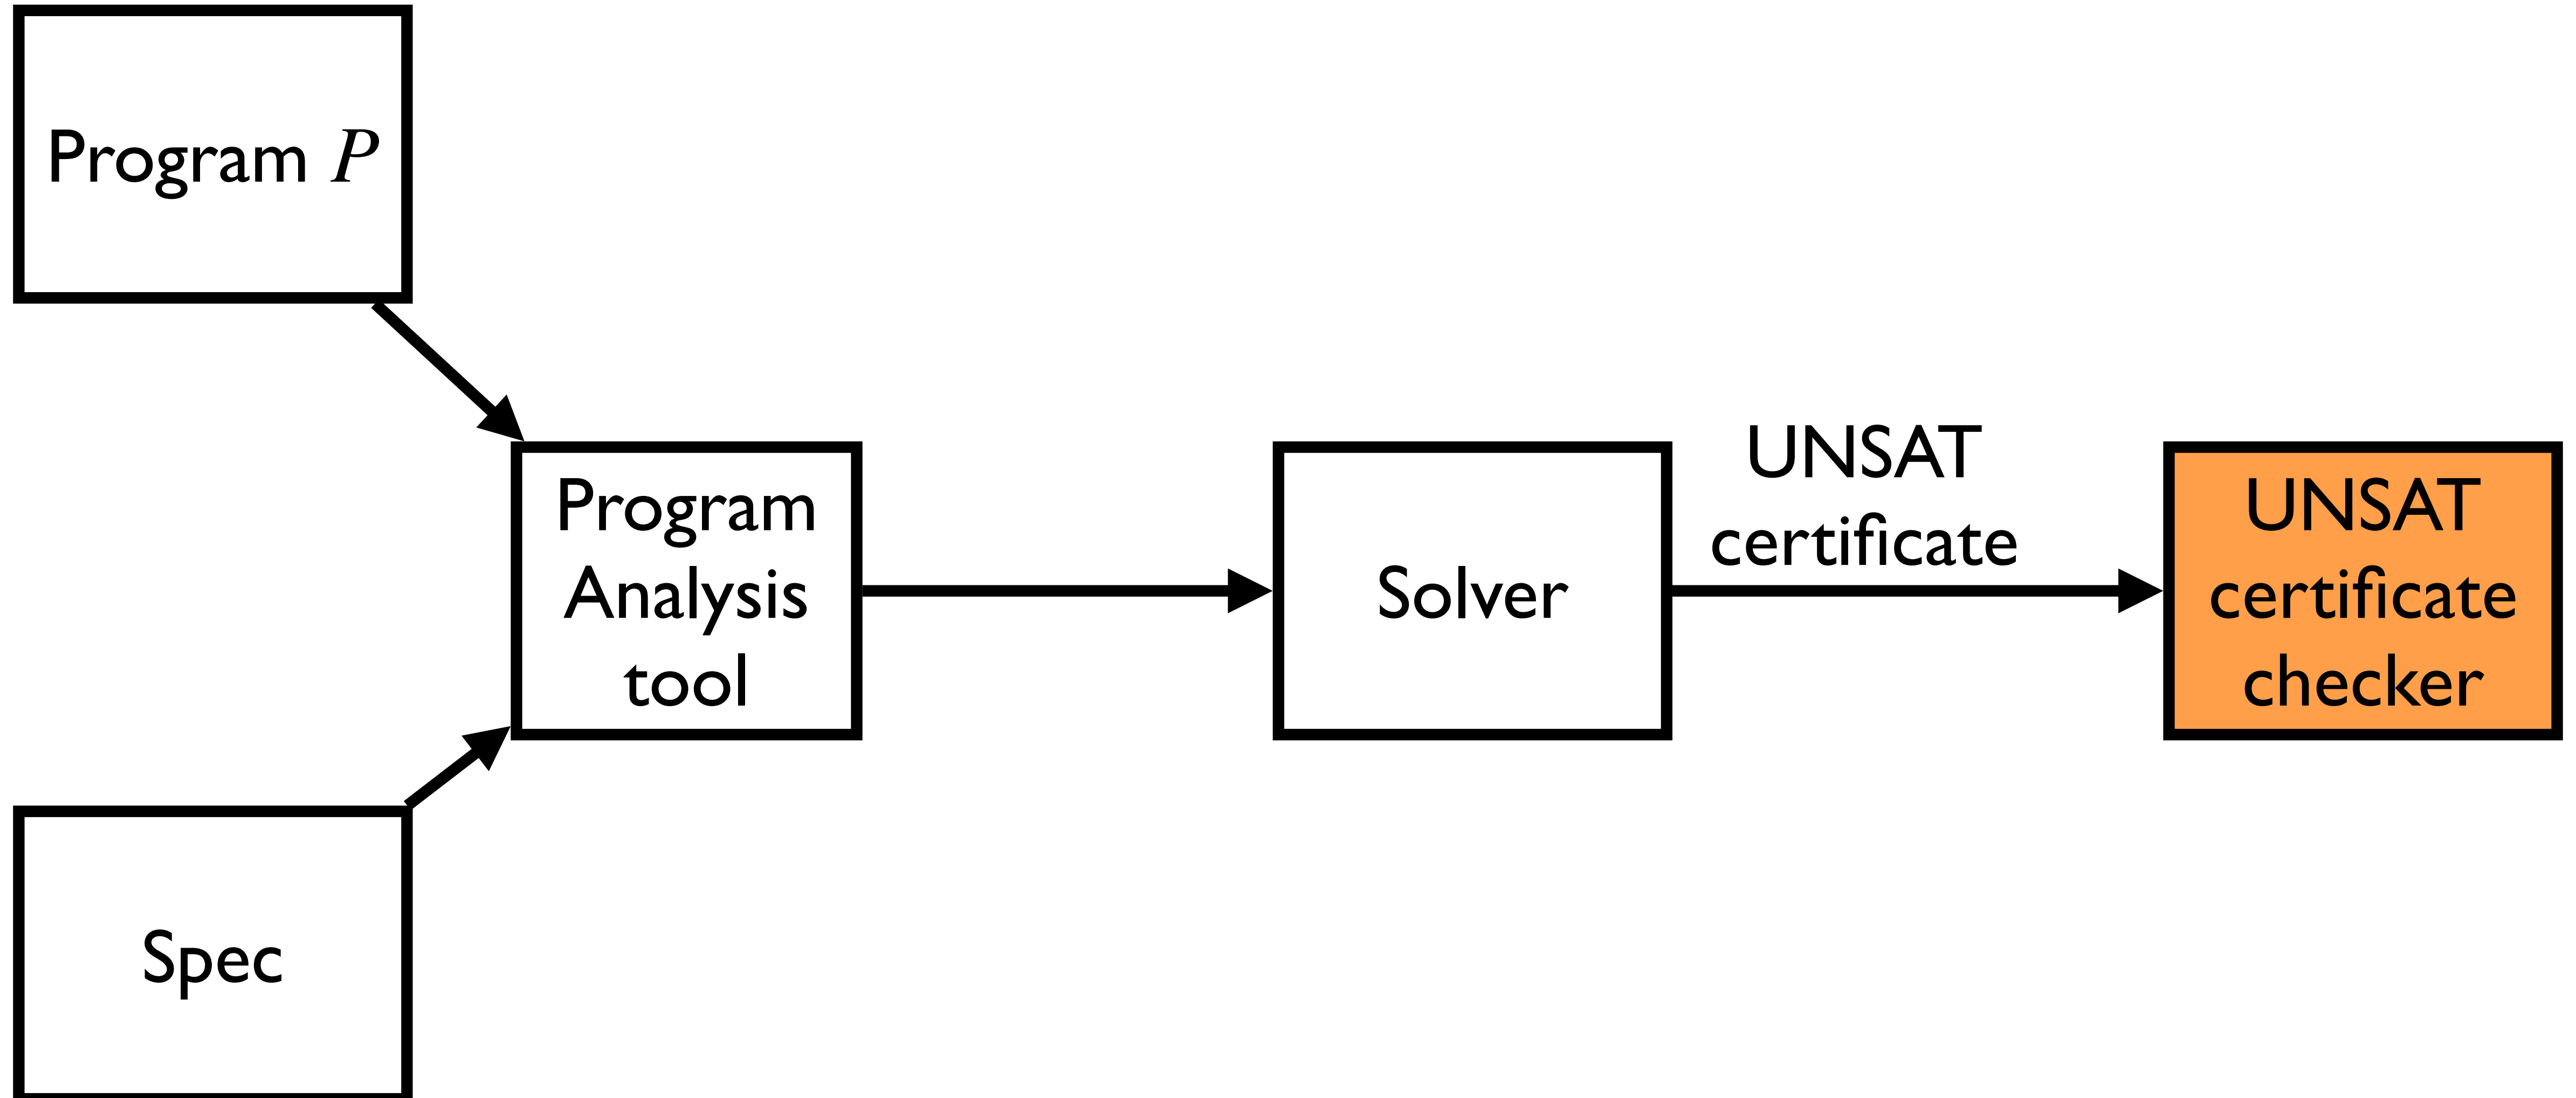 Program P
Program
Analysis
tool
Spec
Solver
UNSAT
certificate
UNSAT
certificate
checker